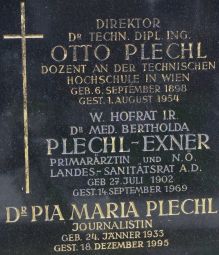 DIREKTOR
DR TECHN. DIPL. ING.
OTTO PLECHL
DOZENT AN DER TECHNISCHEN
HOCHSCHULE IN WIEN
GEB. 6. SEPTEMBER 1898
GEST. 1. AUGUST 1954
W. HOFRAT I.R.
DR MED. BERTHOLDA
PLECHL-EXNER
PRIMARÄRZTIN UND N.Ö.
LANDES-SANITÄTSRAT A.D.
GEB 27. JULI 1902
GEST. 14. SEPTEMBER 1969
DR PIA MARIA PLECHL
JOURNALISTIN
GEB. 24. JÄNNER 1933
GEST. 18. DEZEMBER 1995